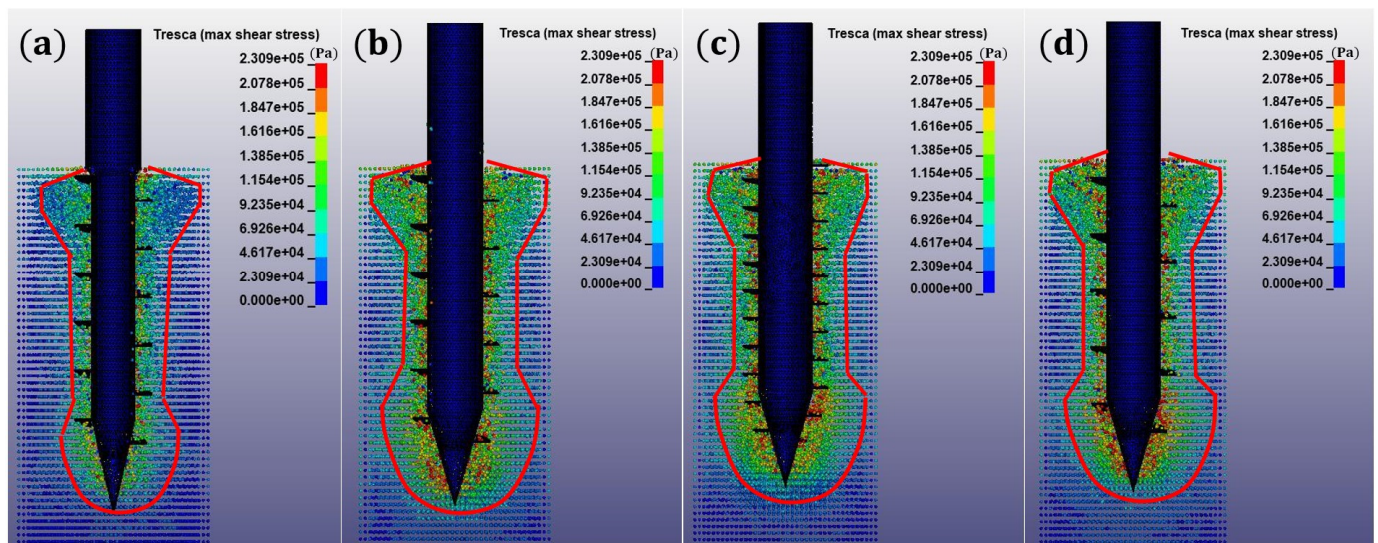 (a)
Tresca (max shear stress)
(Pa)
2.309e+05
2.078e+05
1.847e+05
1.616e+05
1.385e+05
1.154e+05
9.235e+04
6.926e+04
4.617e+04
2.309e+04
0.000e+00
(b)
Tresca (max shear stress)
(Pa)
2.309e+05
2.078e+05
1.847e+05
1.616e+05
1.385e+05
1.154e+05
9.235e+04
6.926e+04
4.617e+04
2.309e+04
0.000e+00
(c)
Tresca (max shear stress)
(Pa)
2.309e+05
2.078e+05
1.847e+05
1.616e+05
1.385e+05
1.154e+05
9.235e+04
6.926e+04
4.617e+04
2.309e+04
0.000e+00
(d)
Tresca (max shear stress)
(Pa)
2.309e+05
2.078e+05
1.847e+05
1.616e+05
1.385e+05
1.154e+05
9.235e+04
6.926e+04
4.617e+04
2.309e+04
0.000e+00